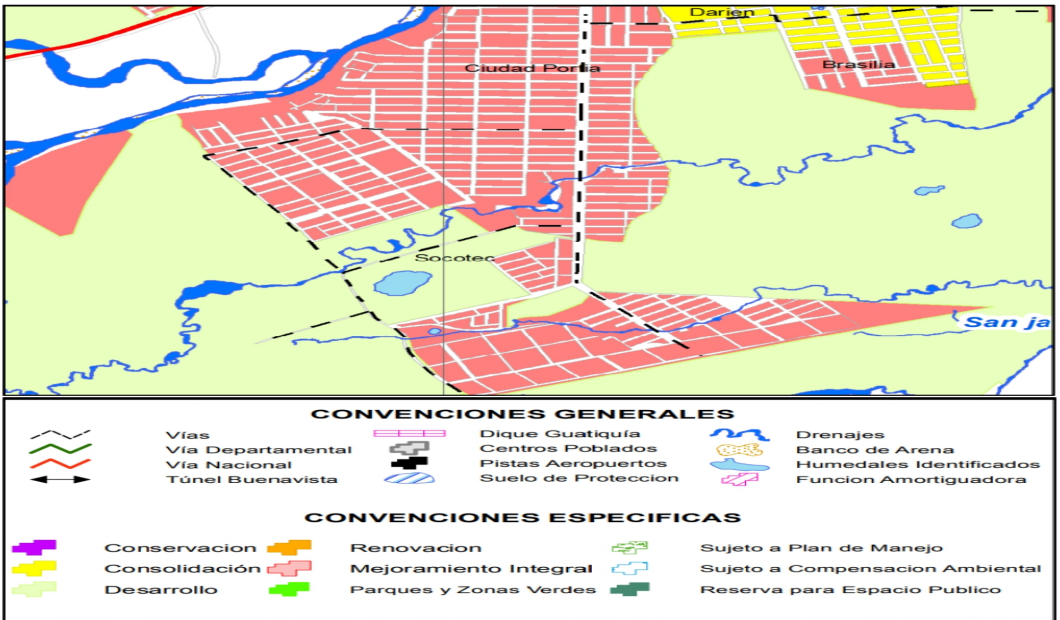 Darien
Ciudad Porfia
Brasilia
Socotec
San ja
CONVENCIONES GENERALES
Vías
Dique Guatiquía
Drenajes
Vía Departamental
Centros Poblados
Banco de Arena
Vía Nacional
Pistas Aeropuertos
Humedales Identificados
Túnel Buenavista
Suelo de Proteccion
Funcion Amortiguadora
CONVENCIONES ESPECIFICAS
Conservacion
Renovacion
Sujeto a Plan de Manejo
Consolidación
Mejoramiento Integral
Sujeto a Compensacion Ambiental
Desarrollo
Parques y Zonas Verdes
Reserva para Espacio Publico